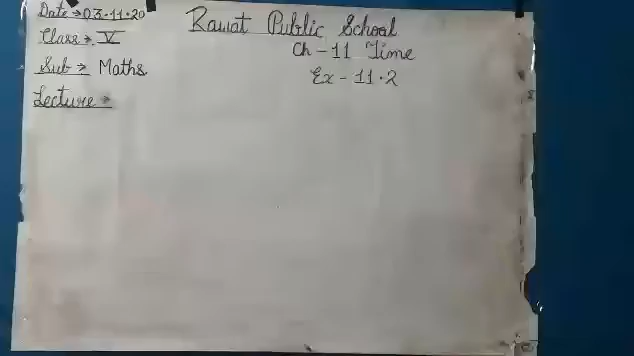 Date → 03.11.20
Class → V
Sub → Maths
Lecture →
Rawat Public School
Ch - 11 Time
Ex - 11.2